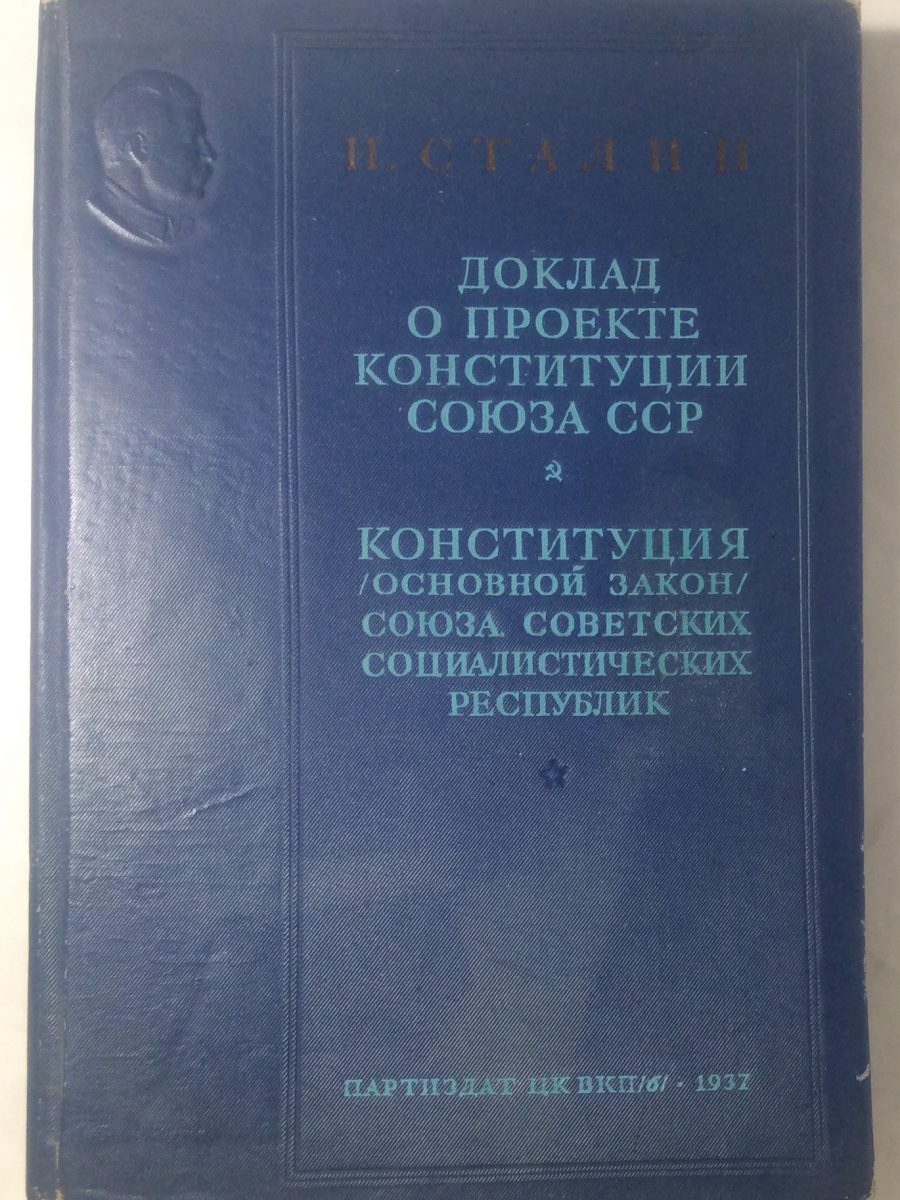 И. СТАЛИН
ДОКЛАД
О ПРОЕКТЕ
КОНСТИТУЦИИ
СОЮЗА ССР
КОНСТИТУЦИЯ
/ОСНОВНОЙ ЗАКОН/
СОЮЗА СОВЕТСКИХ
СОЦИАЛИСТИЧЕСКИХ
РЕСПУБЛИК
ПАРТИЗДАТ ЦК ВКП/б/ · 1937